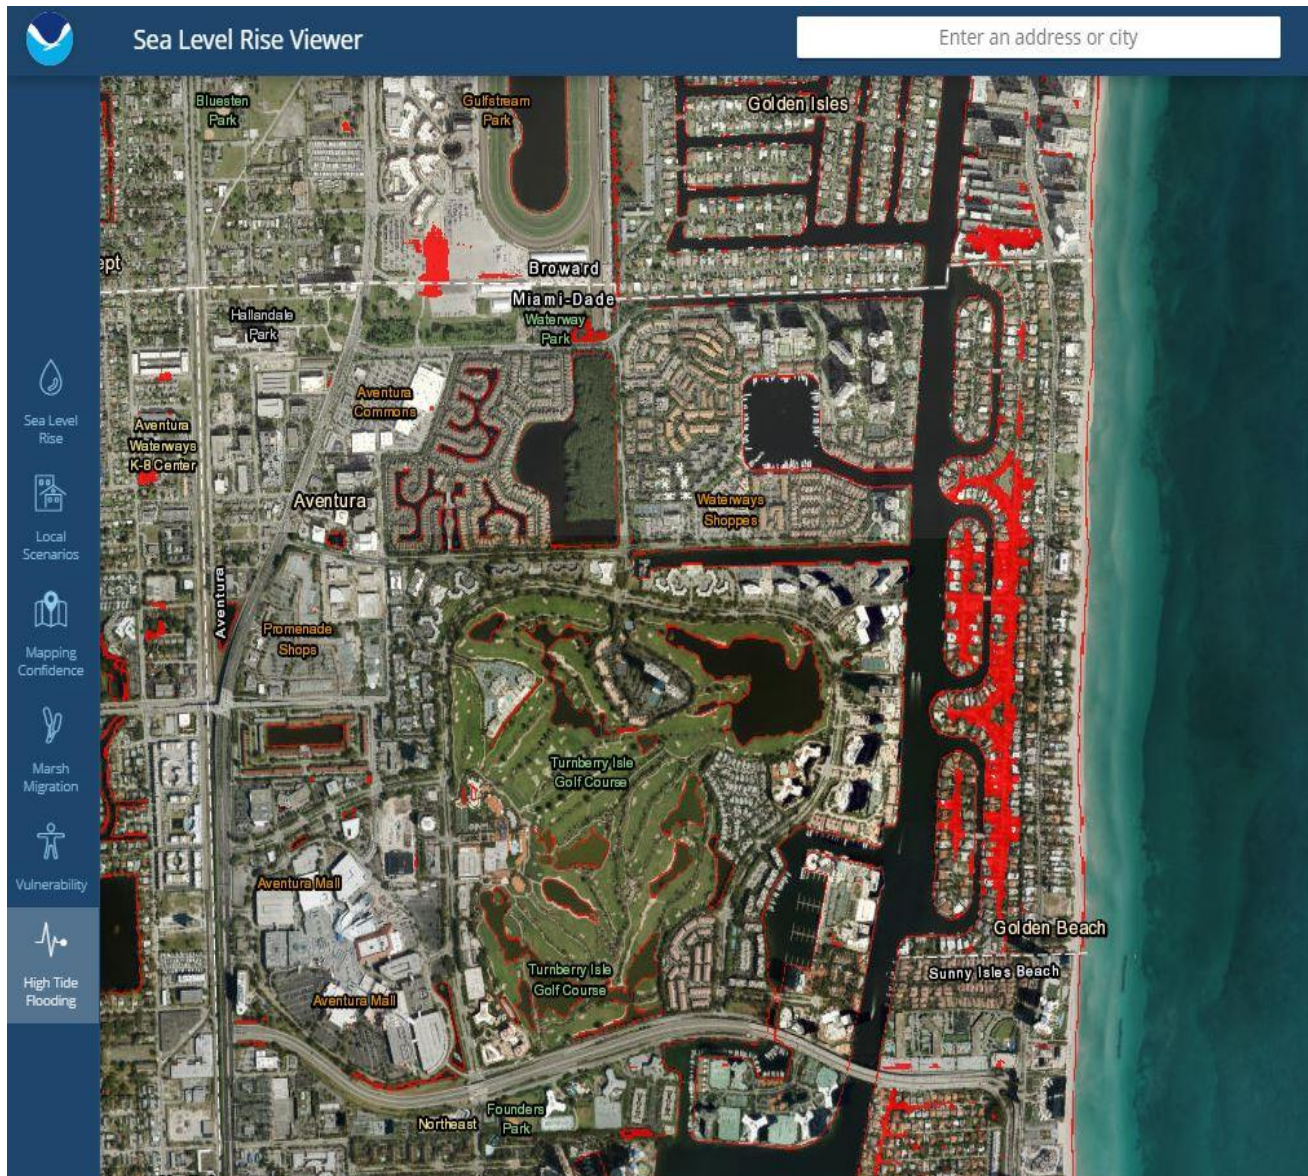 Sea Level Rise Viewer
Enter an address or city
Bluesten
Park
Gulfstream
Park
Golden Isles
ept
Broward
Miami-Dade
Hallandale
Park
Waterway
Park
Sea Level
Rise
Aventura
Commons
Aventura
Waterways
K-8 Center
Aventura
Waterways
Shoppes
Local
Scenarios
Aventura
Promenade
Shops
Mapping
Confidence
Marsh
Migration
Turnberry Isle
Golf Course
Vulnerability
Aventura Mall
Golden Beach
High Tide
Flooding
Aventura Mall
Turnberry Isle
Golf Course
Sunny Isles Beach
Northeast
Founders
Park